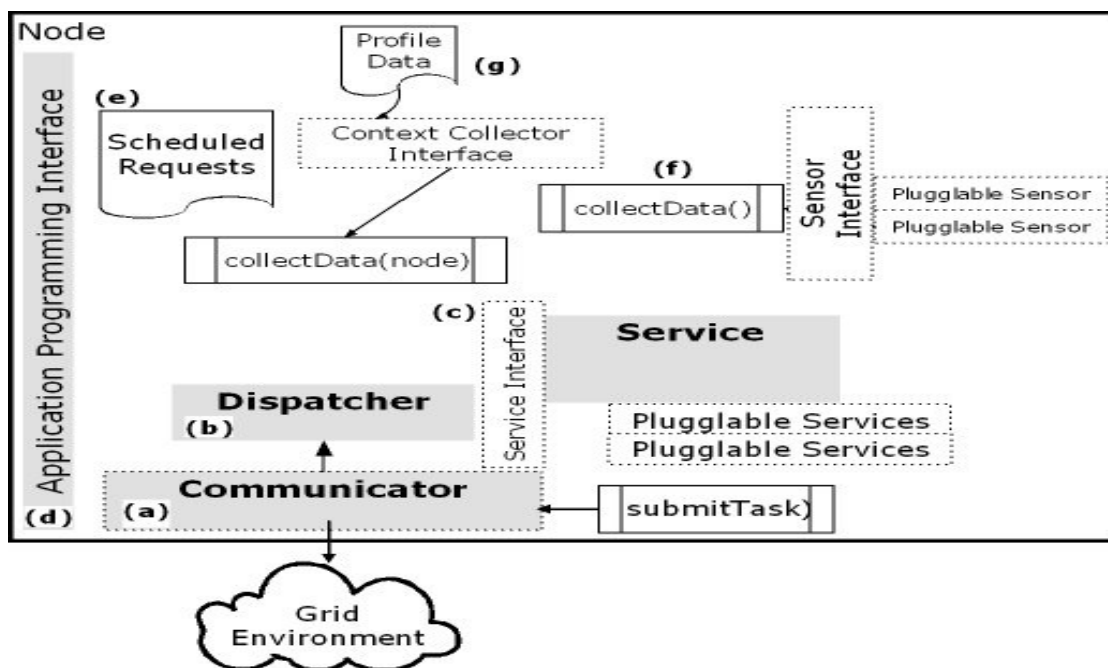 Node
Profile
Data
(g)
(e)
Scheduled
Requests
Context Collector
Interface
(f)
collectData()
Sensor
Interface
Plugglable Sensor
Plugglable Sensor
collectData(node)
(c)
Service Interface
Service
Dispatcher
(b)
Plugglable Services
Plugglable Services
Communicator
(a)
submitTask)
Application Programming Interface
(d)
Grid
Environment